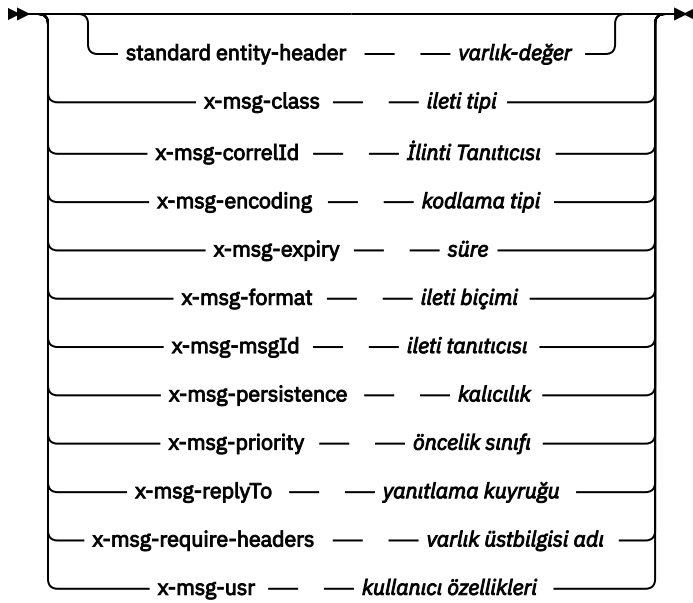 standard entity-header varlık-değer
x-msg-class ileti tipi
x-msg-correlId İlinti Tanıtıcısı
x-msg-encoding kodlama tipi
x-msg-expiry süre
x-msg-format ileti biçimi
x-msg-msgId ileti tanıtıcısı
x-msg-persistence kalıcılık
x-msg-priority öncelik sınıfı
x-msg-replyTo yanıtlama kuyruğu
x-msg-require-headers varlık üstbilgisi adı
x-msg-usr kullanıcı özellikleri